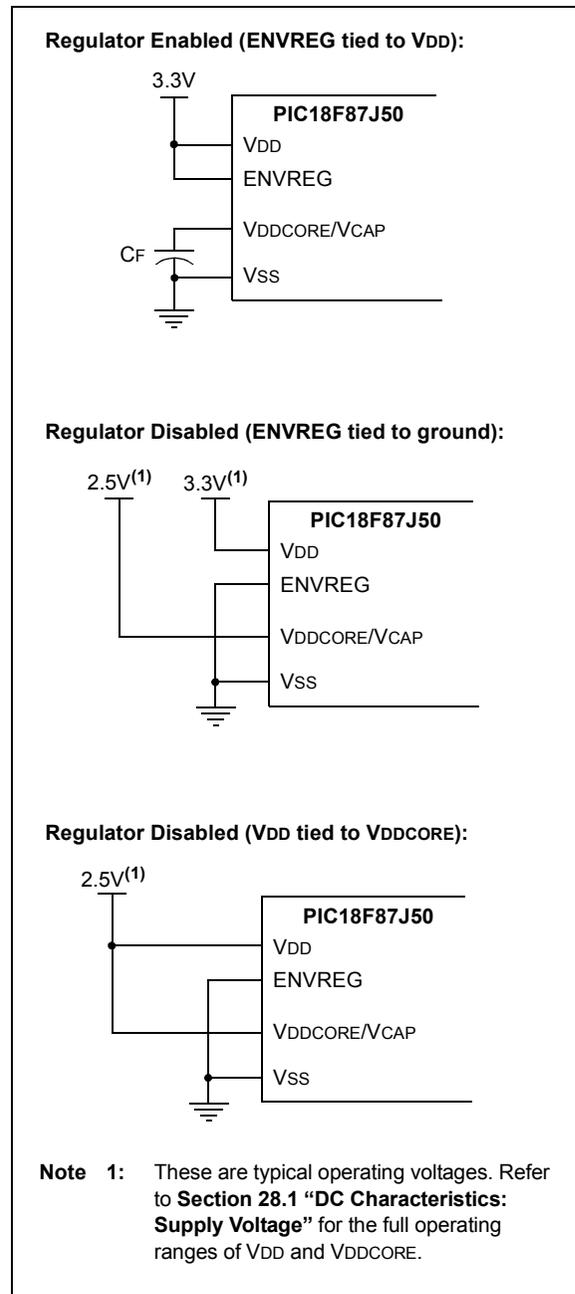 Regulator Enabled (ENVREG tied to VDD):
3.3V
PIC18F87J50
VDD
ENVREG
VDDCORE/VCAP
CF
VSS
Regulator Disabled (ENVREG tied to ground):
2.5V(1) 3.3V(1)
PIC18F87J50
VDD
ENVREG
VDDCORE/VCAP
VSS
Regulator Disabled (VDD tied to VDDCORE):
2.5V(1)
PIC18F87J50
VDD
ENVREG
VDDCORE/VCAP
VSS
Note 1: These are typical operating voltages. Refer
to Section 28.1 “DC Characteristics:
Supply Voltage” for the full operating
ranges of VDD and VDDCORE.